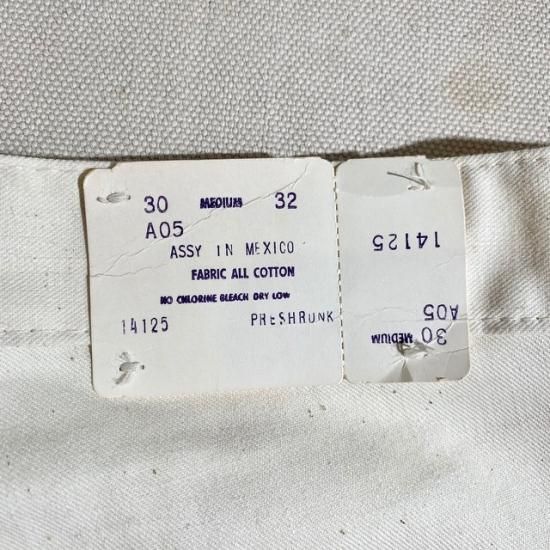 30 MEDIUM 32
A05
ASSY IN MEXICO
FABRIC ALL COTTON
NO CHLORINE BLEACH DRY LOW
14125 PRESHRUNK
14125
A05
30 MEDIUM